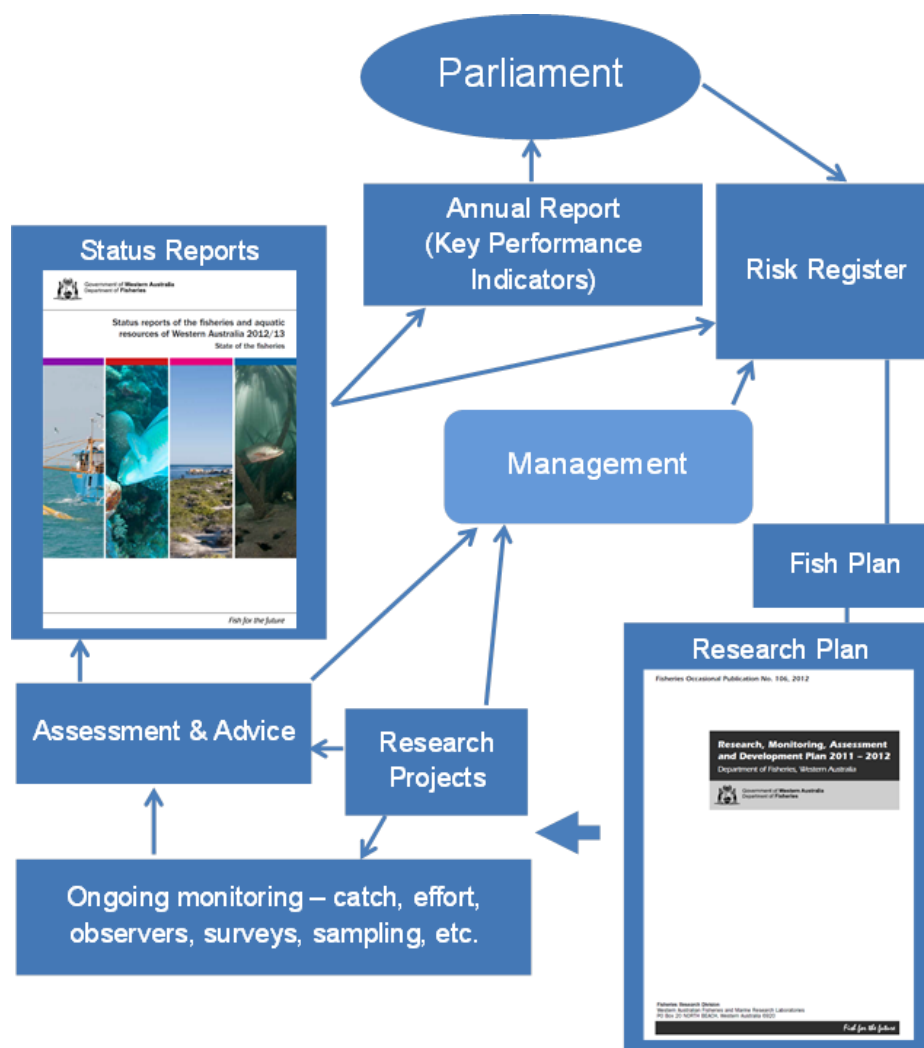 Parliament
Annual Report
(Key Performance
Indicators)
Risk Register
Status Reports
Government of Western Australia
Department of Fisheries
Status reports of the fisheries and aquatic
resources of Western Australia 2012/13
State of the fisheries
Fish for the future
Management
Fish Plan
Assessment & Advice
Research
Projects
Ongoing monitoring – catch, effort,
observers, surveys, sampling, etc.
Research Plan
Fisheries Occasional Publication No. 106, 2012
Research, Monitoring, Assessment
and Development Plan 2011 – 2012
Department of Fisheries, Western Australia
Government of Western Australia
Department of Fisheries
Fisheries Research Division
Western Australian Fisheries and Marine Research Laboratories
PO Box 20 NORTH BEACH, Western Australia 6920
Fish for the future